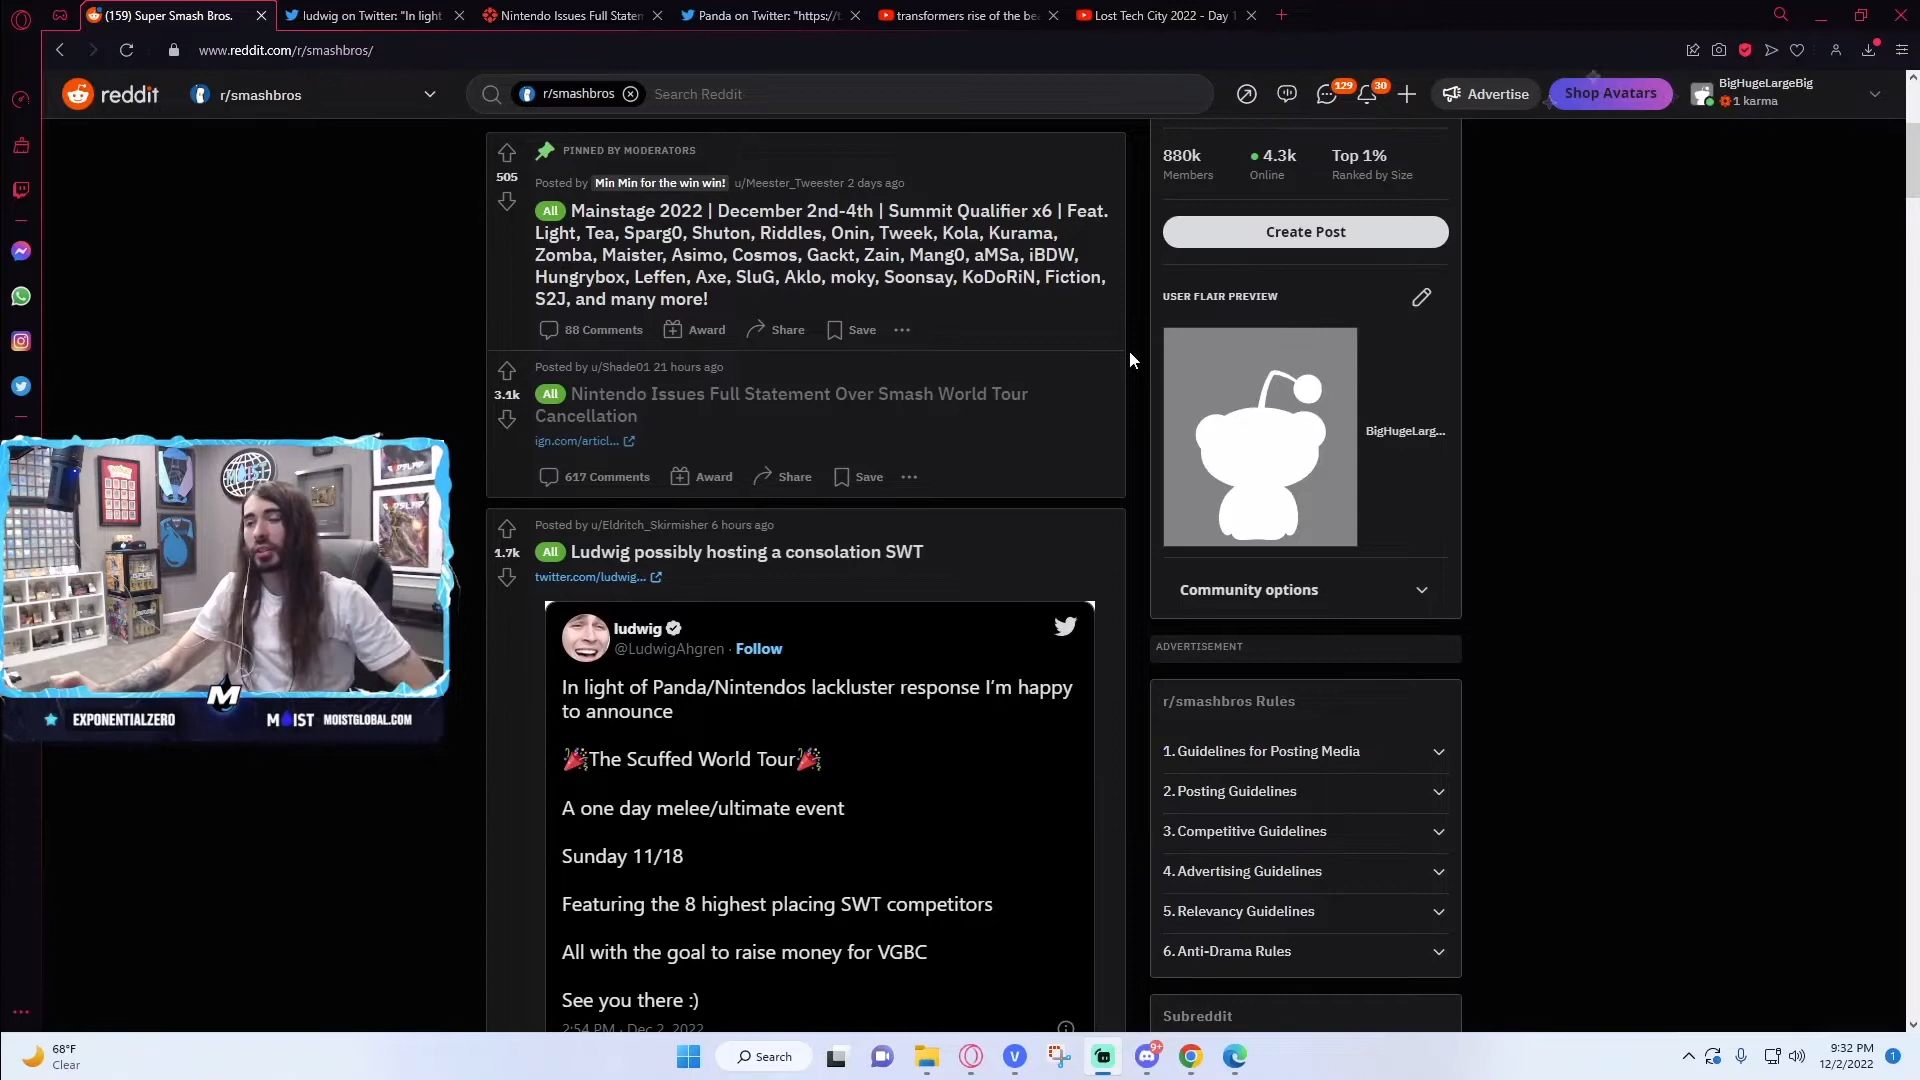 (159) Super Smash Bros.
ludwig on Twitter: "In light
Nintendo Issues Full Statem
Panda on Twitter: "https://t
transformers rise of the be
Lost Tech City 2022 - Day 1
www.reddit.com/r/smashbros/
reddit
r/smashbros
r/smashbros
Search Reddit
129
30
Advertise
Shop Avatars
BigHugeLargeBig
1 karma
PINNED BY MODERATORS
505
Posted by Min Min for the win win! u/Meester_Tweester 2 days ago
All Mainstage 2022 | December 2nd-4th | Summit Qualifier x6 | Feat.
Light, Tea, Sparg0, Shuton, Riddles, Onin, Tweek, Kola, Kurama,
Zomba, Maister, Asimo, Cosmos, Gackt, Zain, Mang0, aMSa, iBDW,
Hungrybox, Leffen, Axe, SluG, Aklo, moky, Soonsay, KoDoRiN, Fiction,
S2J, and many more!
88 Comments Award Share Save
Posted by u/Shade01 21 hours ago
3.1k
All Nintendo Issues Full Statement Over Smash World Tour
Cancellation
ign.com/articl...
617 Comments Award Share Save
Posted by u/Eldritch_Skirmisher 6 hours ago
1.7k
All Ludwig possibly hosting a consolation SWT
twitter.com/ludwig...
ludwig
@LudwigAhgren · Follow
In light of Panda/Nintendos lackluster response I'm happy
to announce
🎉The Scuffed World Tour🎉
A one day melee/ultimate event
Sunday 11/18
Featuring the 8 highest placing SWT competitors
All with the goal to raise money for VGBC
See you there :)
2:54 PM · Dec 2, 2022
880k
Members
4.3k
Online
Top 1%
Ranked by Size
Create Post
USER FLAIR PREVIEW
BigHugeLarg...
Community options
ADVERTISEMENT
r/smashbros Rules
1. Guidelines for Posting Media
2. Posting Guidelines
3. Competitive Guidelines
4. Advertising Guidelines
5. Relevancy Guidelines
6. Anti-Drama Rules
Subreddit
MOIST
M
EXPONENTIALZERO
MOIST MOISTGLOBAL.COM
68°F
Clear
Search
V
9+
9:32 PM
12/2/2022
1